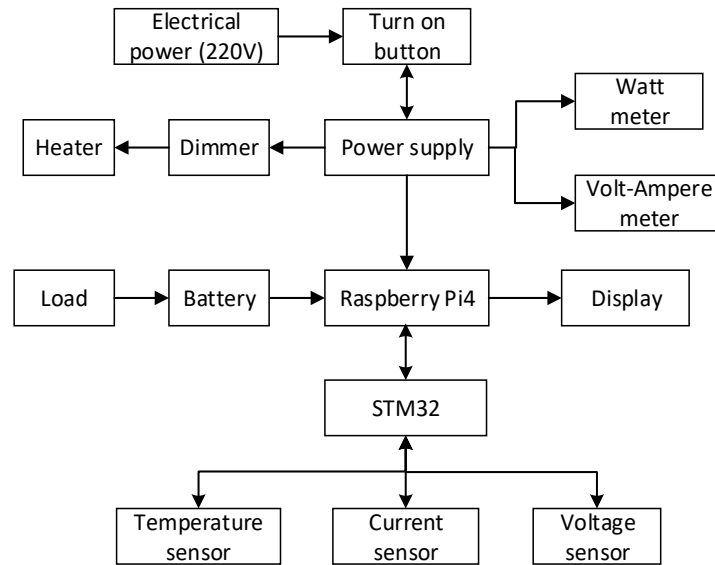 Electrical
power (220V)
Turn on
button
Watt
meter
Heater
Dimmer
Power supply
Volt-Ampere
meter
Load
Battery
Raspberry Pi4
Display
STM32
Temperature
sensor
Current
sensor
Voltage
sensor